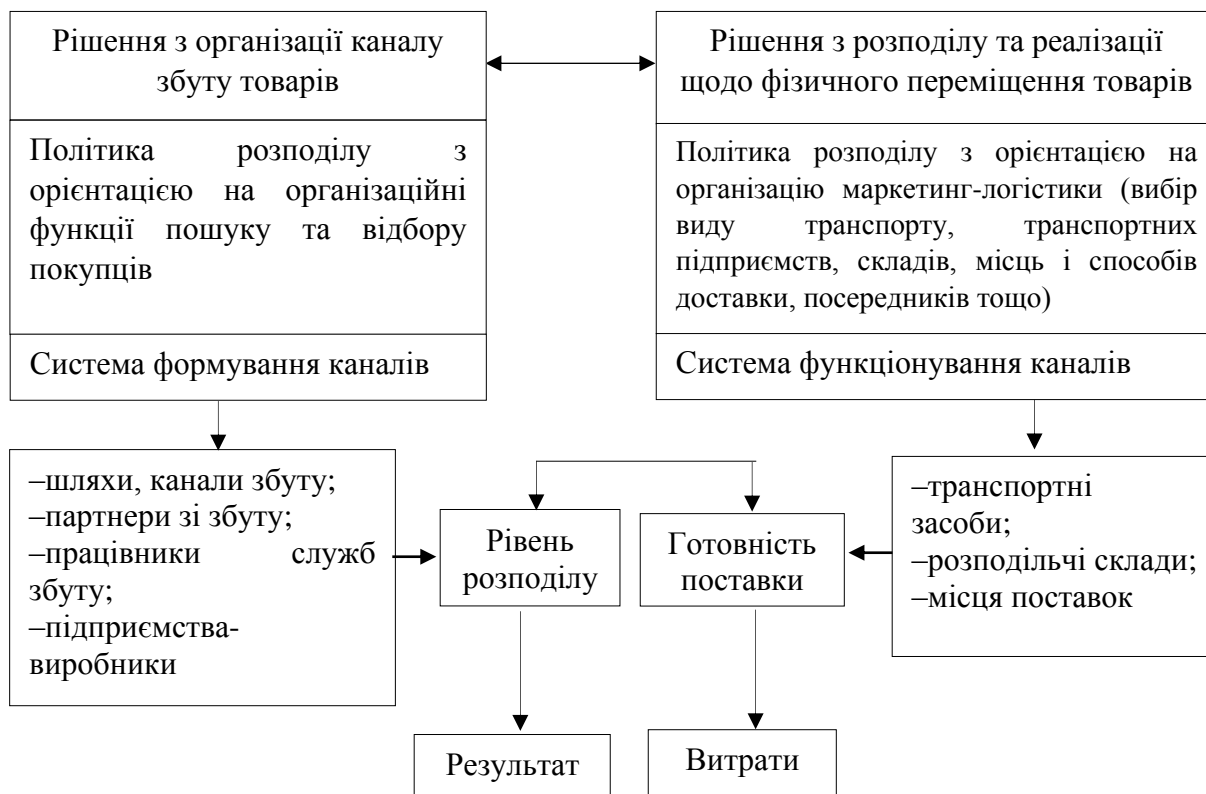 Рішення з організації каналу
збуту товарів
Політика розподілу з
орієнтацією на організаційні
функції пошуку та відбору
покупців
Система формування каналів
Рішення з розподілу та реалізації
щодо фізичного переміщення товарів
Політика розподілу з орієнтацією на
організацію маркетинг-логістики (вибір
виду транспорту, транспортних
підприємств, складів, місць і способів
доставки, посередників тощо)
Система функціонування каналів
–шляхи, канали збуту;
–партнери зі збуту;
–працівники служб
збуту;
–підприємства-
виробники
Рівень
розподілу
Готовність
поставки
–транспортні
засоби;
–розподільчі склади;
–місця поставок
Результат
Витрати